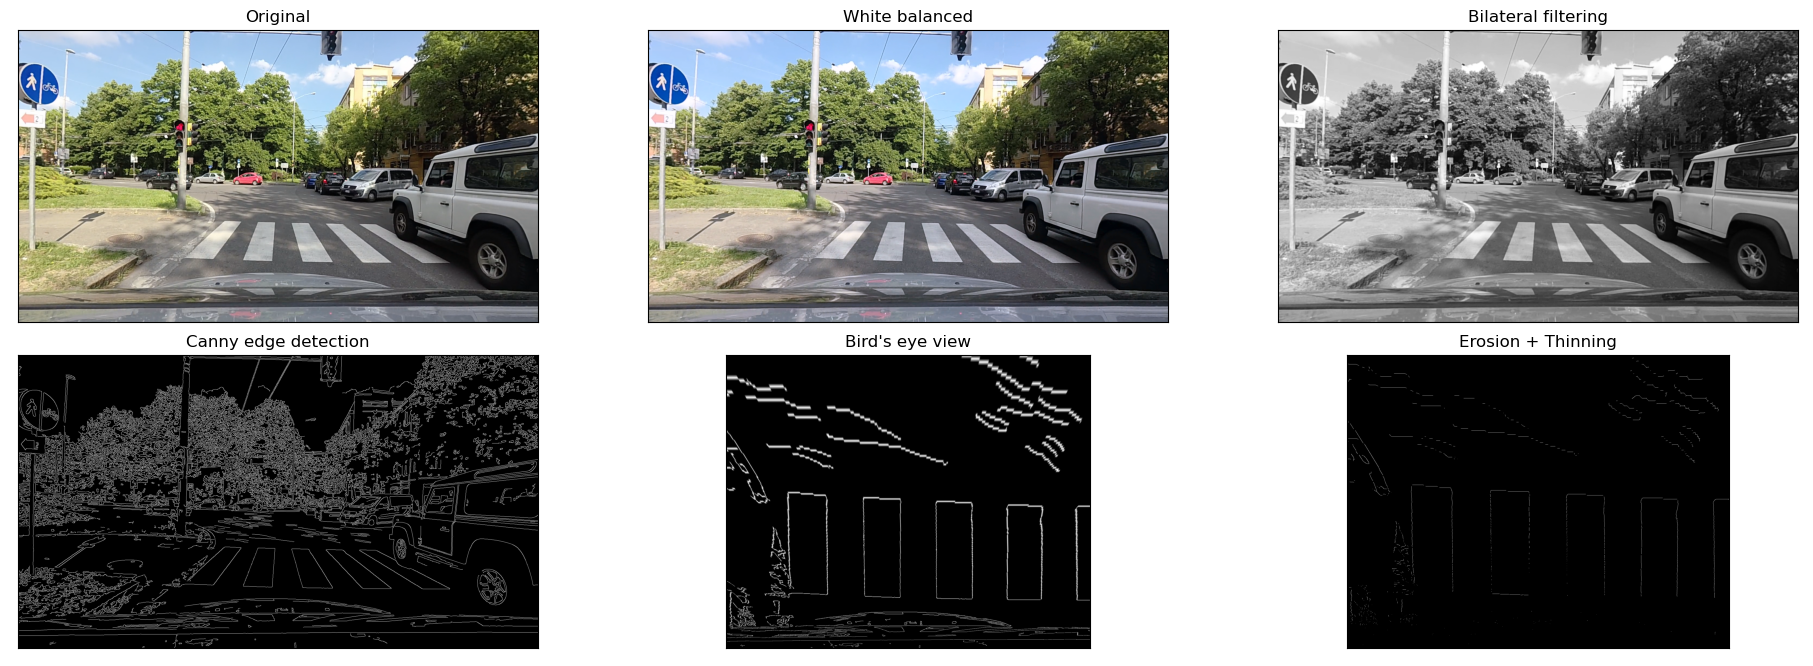 Original
White balanced
Bilateral filtering
Canny edge detection
Bird's eye view
Erosion + Thinning